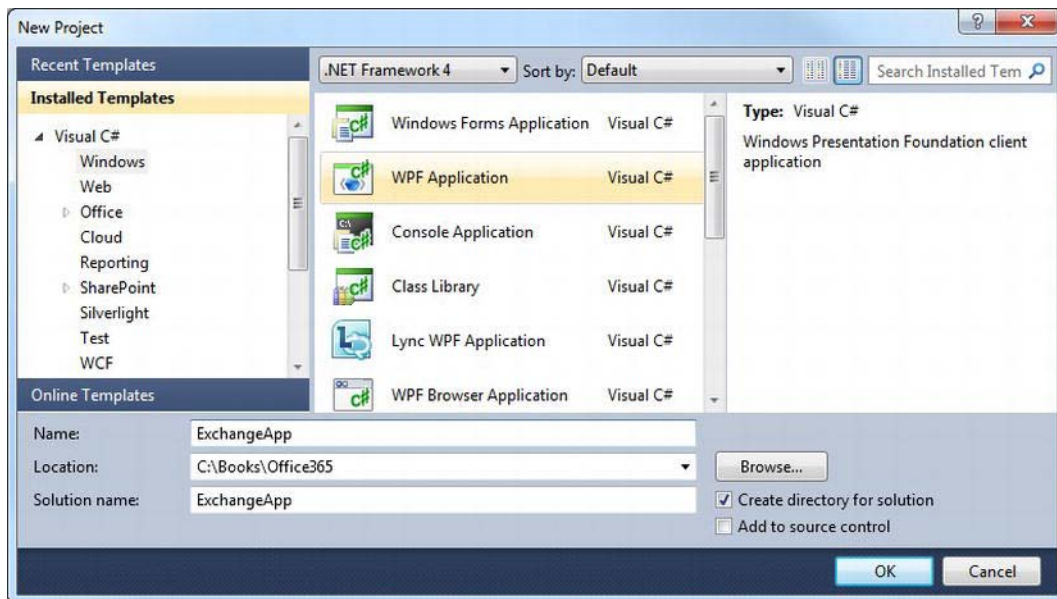 New Project
Recent Templates
Installed Templates
Visual C#
Windows
Web
Office
Cloud
Reporting
SharePoint
Silverlight
Test
WCF
Online Templates
.NET Framework 4 Sort by: Default Search Installed Tem
Windows Forms Application Visual C#
WPF Application Visual C#
Console Application Visual C#
Class Library Visual C#
Lync WPF Application Visual C#
WPF Browser Application Visual C#
Type: Visual C#
Windows Presentation Foundation client
application
Name: ExchangeApp
Location: C:\Books\Office365 Browse...
Solution name: ExchangeApp
Create directory for solution
Add to source control
OK Cancel